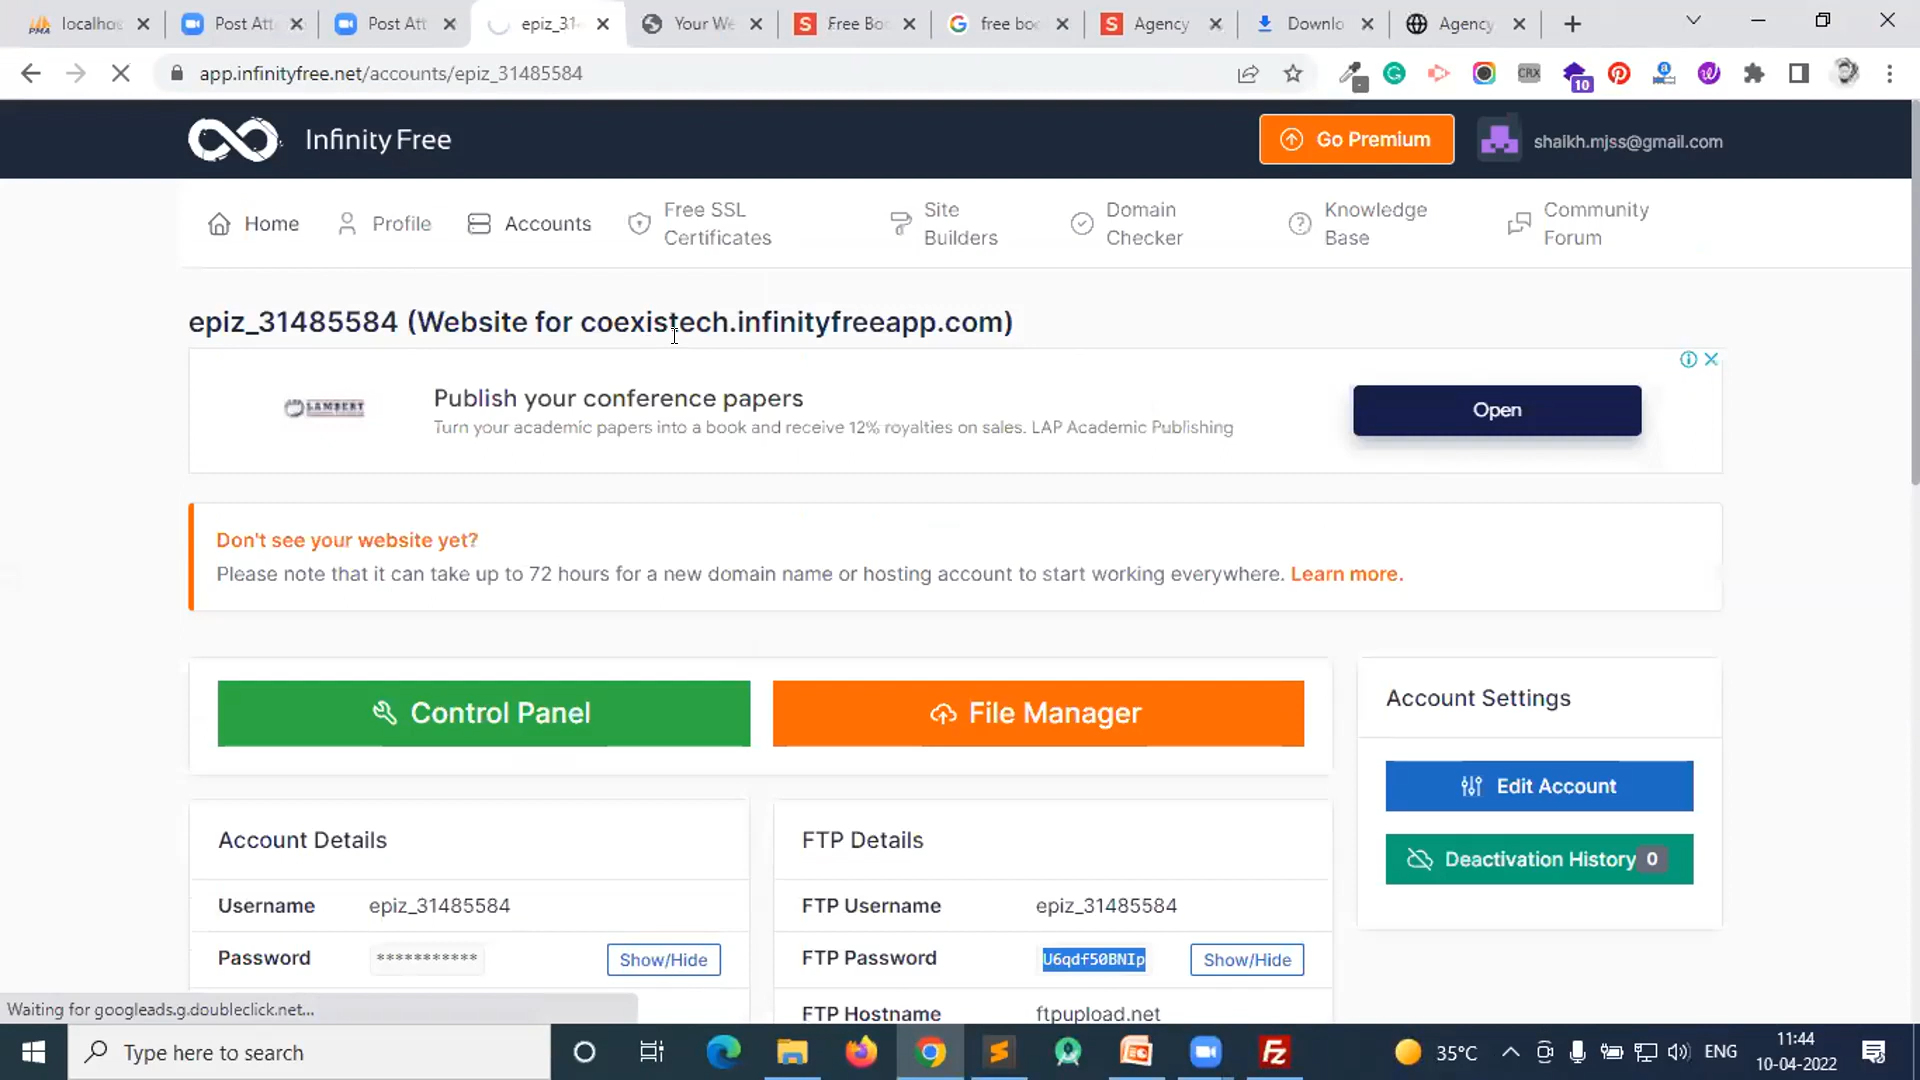 localho
Post Att
Post Att
epiz_314
Your We
Free Bo
free boo
Agency
Downlo
Agency
app.infinityfree.net/accounts/epiz_31485584
CRX
10
Infinity Free
Go Premium
shaikh.mjss@gmail.com
Home
Profile
Accounts
Free SSL
Certificates
Site
Builders
Domain
Checker
Knowledge
Base
Community
Forum
epiz_31485584 (Website for coexistech.infinityfreeapp.com)
LAMBERT
Publish your conference papers
Turn your academic papers into a book and receive 12% royalties on sales. LAP Academic Publishing
Open
Don't see your website yet?
Please note that it can take up to 72 hours for a new domain name or hosting account to start working everywhere. Learn more.
Control Panel
File Manager
Account Settings
Edit Account
Deactivation History 0
Account Details
Username epiz_31485584
Password *********** Show/Hide
FTP Details
FTP Username epiz_31485584
FTP Password U6qdf50BNIp Show/Hide
FTP Hostname ftpupload.net
Waiting for googleads.g.doubleclick.net...
Type here to search
35°C
ENG
11:44
10-04-2022